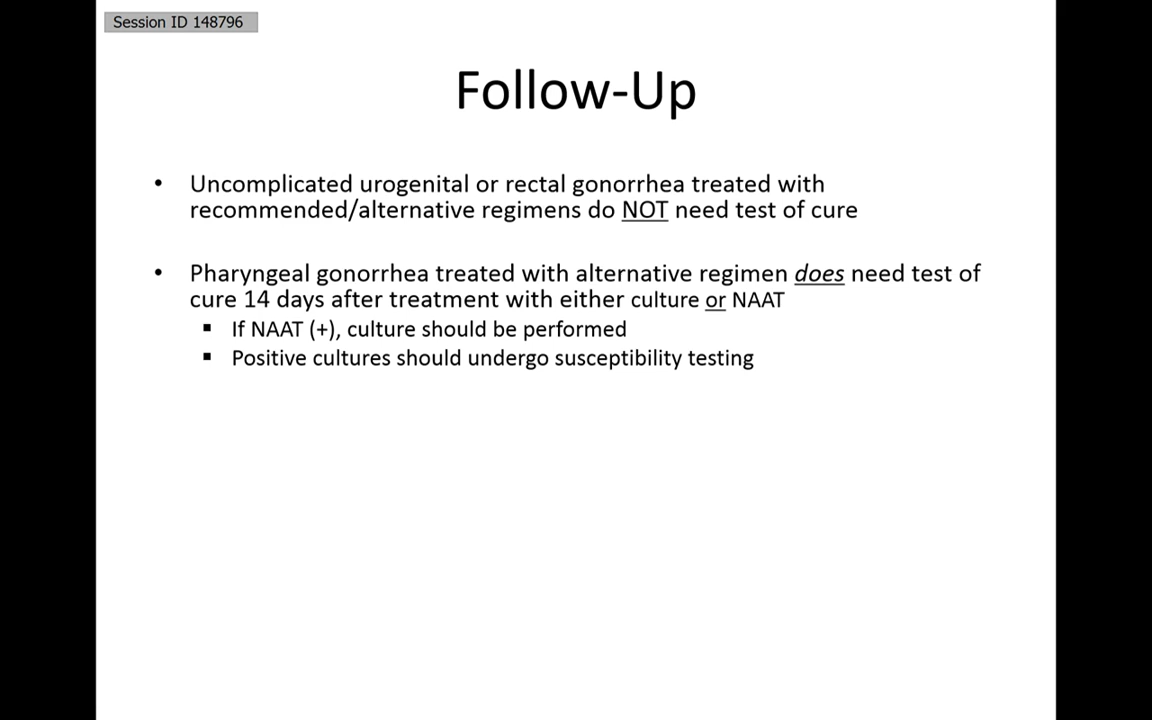 Session ID 148796
Follow-Up
• Uncomplicated urogenital or rectal gonorrhea treated with
recommended/alternative regimens do NOT need test of cure
• Pharyngeal gonorrhea treated with alternative regimen does need test of
cure 14 days after treatment with either culture or NAAT
▪ If NAAT (+), culture should be performed
▪ Positive cultures should undergo susceptibility testing